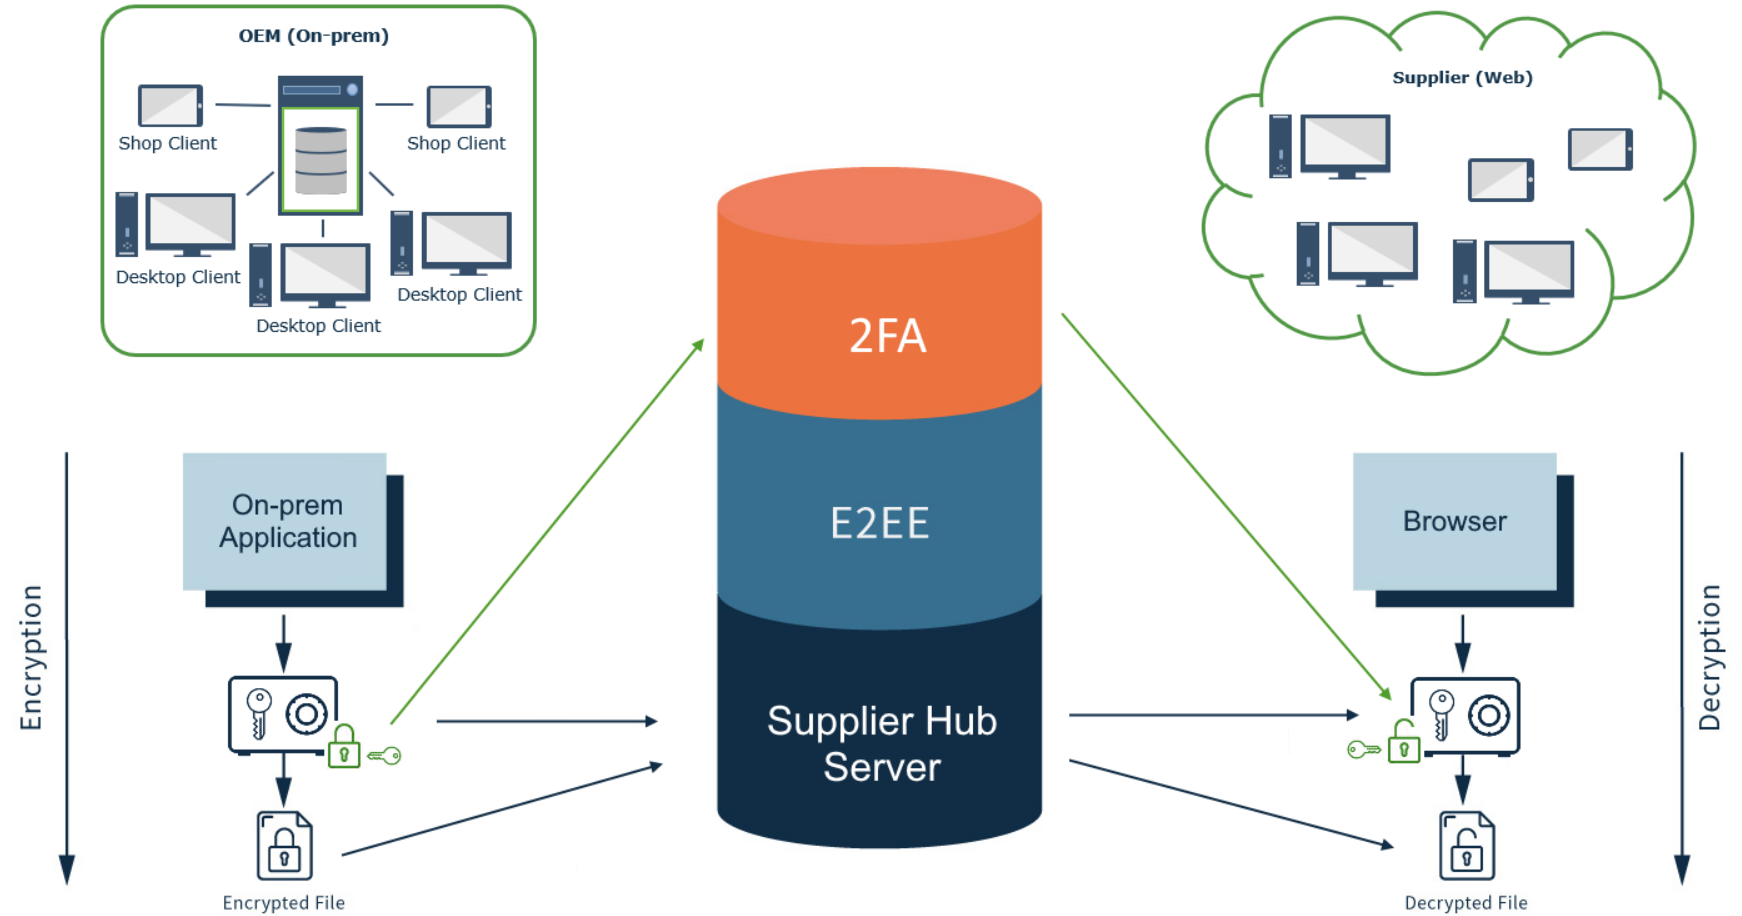 OEM (On-prem)
Shop Client
Shop Client
Desktop Client
Desktop Client
Desktop Client
Supplier (Web)
2FA
E2EE
Supplier Hub
Server
Encryption
On-prem
Application
Encrypted File
Browser
Decryption
Decrypted File